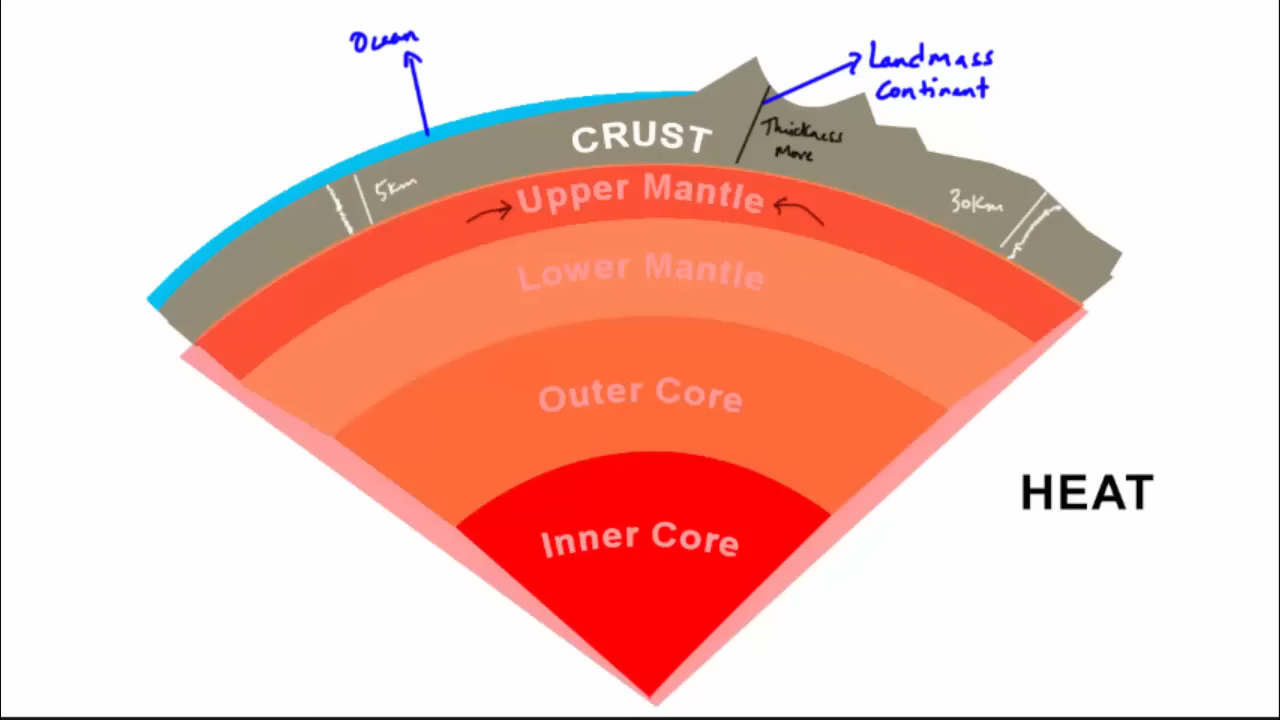 Ocean
Landmass
Continent
CRUST
Thickness
More
5km
Upper Mantle
30Km
Lower Mantle
Outer Core
HEAT
Inner Core